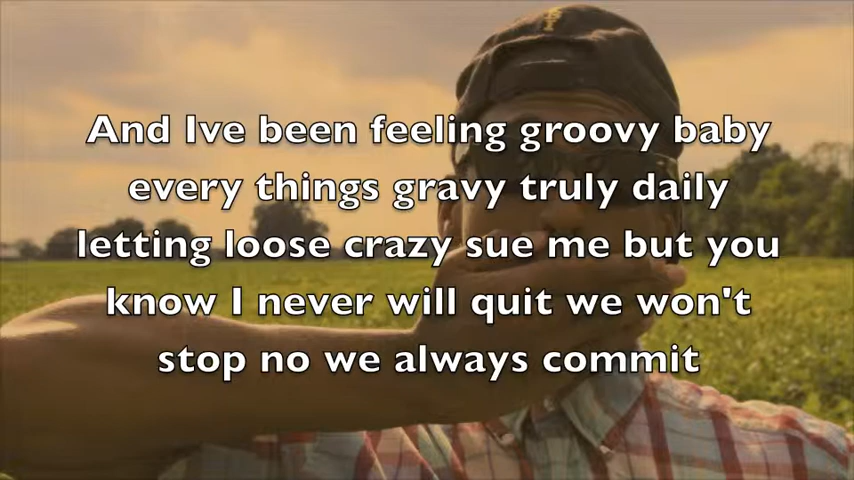 And Ive been feeling groovy baby
every things gravy truly daily
letting loose crazy sue me but you
know I never will quit we won't
stop no we always commit